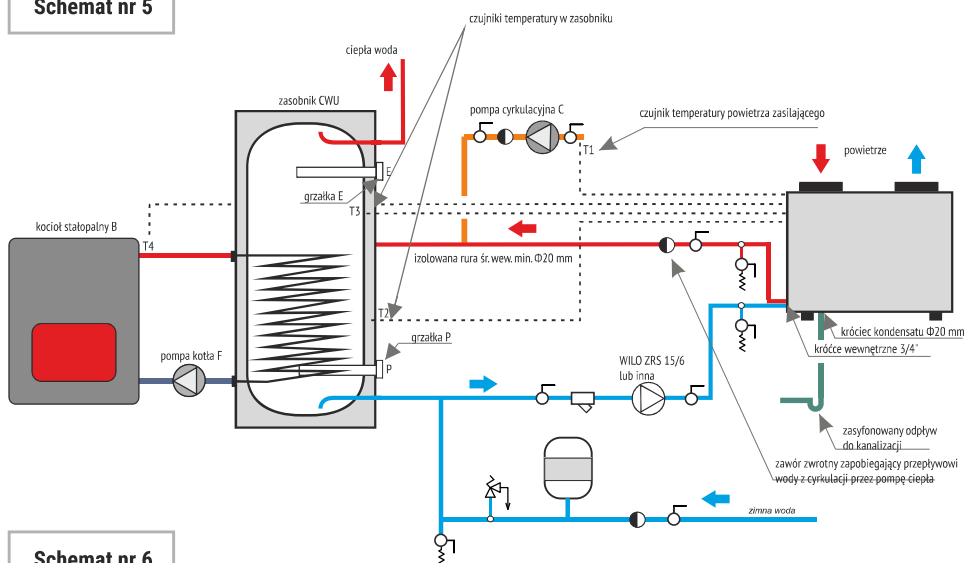 Schemat nr 5
czujniki temperatury w zasobniku
ciepła woda
zasobnik CWU
pompa cyrkulacyjna C
czujnik temperatury powietrza zasilającego
T1
powietrze
E
grzałka E
T3
kocioł stałopalny B
T4
izolowana rura śr. wew. min. Φ20 mm
T2
króciec kondensatu Φ20 mm
grzałka P
króćce wewnętrzne 3/4"
pompa kotła F
P
WILO ZRS 15/6
lub inna
zasyfonowany odpływ
do kanalizacji
zawór zwrotny zapobiegający przepływowi
wody z cyrkulacji przez pompę ciepła
zimna woda
Schemat nr 6